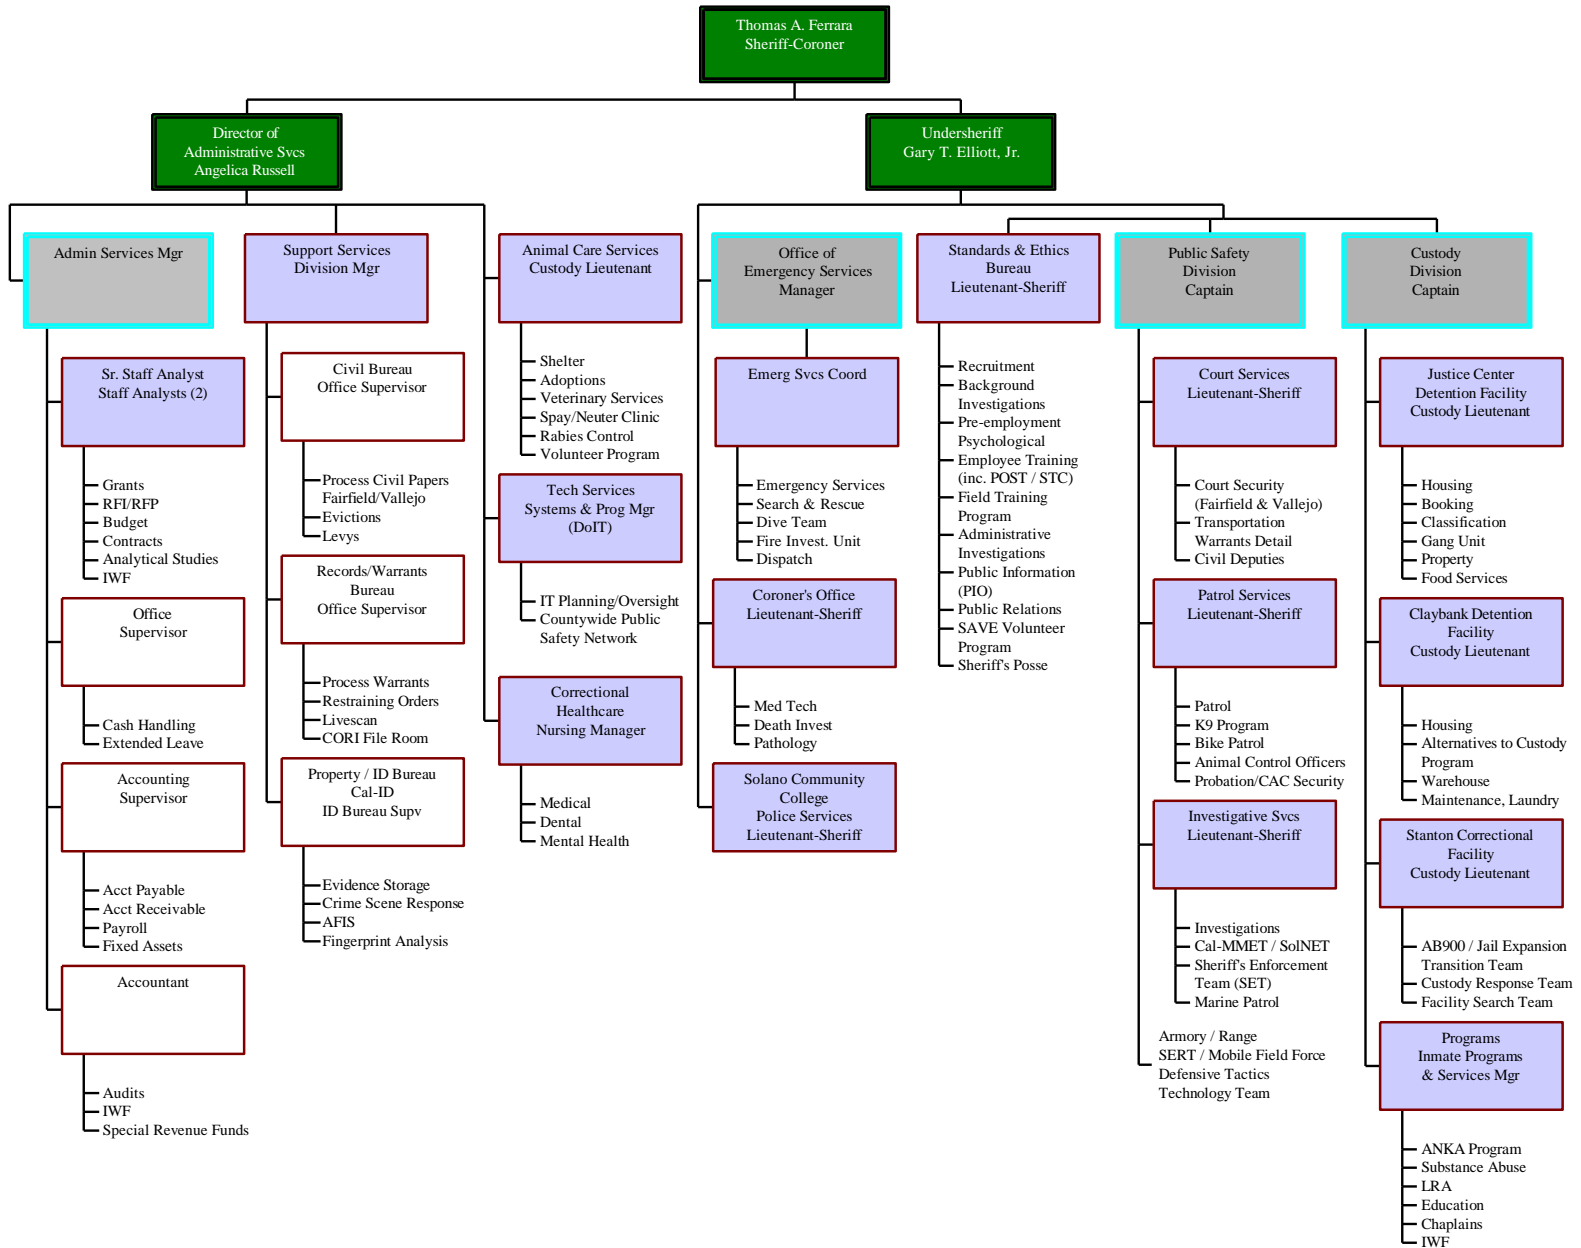 Thomas A. Ferrara
Sheriff-Coroner
Director of
Administrative Svcs
Angelica Russell
Undersheriff
Gary T. Elliott, Jr.
Admin Services Mgr
Sr. Staff Analyst
Staff Analysts (2)
Grants
RFI/RFP
Budget
Contracts
Analytical Studies
IWF
Office
Supervisor
Cash Handling
Extended Leave
Accounting
Supervisor
Acct Payable
Acct Receivable
Payroll
Fixed Assets
Accountant
Audits
IWF
Special Revenue Funds
Support Services
Division Mgr
Civil Bureau
Office Supervisor
Process Civil Papers
Fairfield/Vallejo
Evictions
Levys
Records/Warrants
Bureau
Office Supervisor
Process Warrants
Restraining Orders
Livescan
CORI File Room
Property / ID Bureau
Cal-ID
ID Bureau Supv
Evidence Storage
Crime Scene Response
AFIS
Fingerprint Analysis
Animal Care Services
Custody Lieutenant
Shelter
Adoptions
Veterinary Services
Spay/Neuter Clinic
Rabies Control
Volunteer Program
Tech Services
Systems & Prog Mgr
(DoIT)
IT Planning/Oversight
Countywide Public
Safety Network
Correctional
Healthcare
Nursing Manager
Medical
Dental
Mental Health
Office of
Emergency Services
Manager
Emerg Svcs Coord
Emergency Services
Search & Rescue
Dive Team
Fire Invest. Unit
Dispatch
Coroner's Office
Lieutenant-Sheriff
Med Tech
Death Invest
Pathology
Solano Community
College
Police Services
Lieutenant-Sheriff
Standards & Ethics
Bureau
Lieutenant-Sheriff
Recruitment
Background
Investigations
Pre-employment
Psychological
Employee Training
(inc. POST / STC)
Field Training
Program
Administrative
Investigations
Public Information
(PIO)
Public Relations
SAVE Volunteer
Program
Sheriff's Posse
Public Safety
Division
Captain
Court Services
Lieutenant-Sheriff
Court Security
(Fairfield & Vallejo)
Transportation
Warrants Detail
Civil Deputies
Patrol Services
Lieutenant-Sheriff
Patrol
K9 Program
Bike Patrol
Animal Control Officers
Probation/CAC Security
Investigative Svcs
Lieutenant-Sheriff
Investigations
Cal-MMET / SolNET
Sheriff's Enforcement
Team (SET)
Marine Patrol
Armory / Range
SERT / Mobile Field Force
Defensive Tactics
Technology Team
Custody
Division
Captain
Justice Center
Detention Facility
Custody Lieutenant
Housing
Booking
Classification
Gang Unit
Property
Food Services
Claybank Detention
Facility
Custody Lieutenant
Housing
Alternatives to Custody
Program
Warehouse
Maintenance, Laundry
Stanton Correctional
Facility
Custody Lieutenant
AB900 / Jail Expansion
Transition Team
Custody Response Team
Facility Search Team
Programs
Inmate Programs
& Services Mgr
ANKA Program
Substance Abuse
LRA
Education
Chaplains
IWF